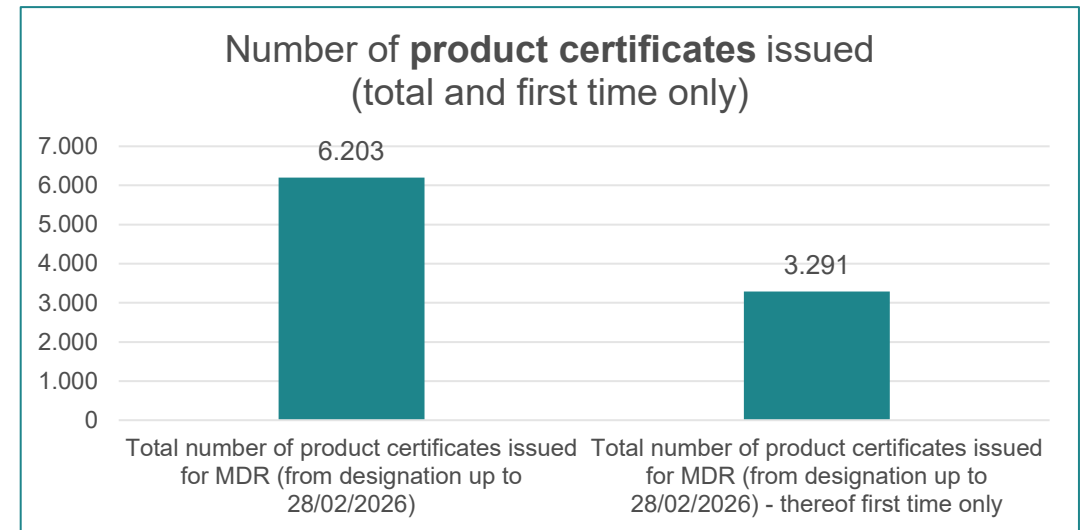 Number of product certificates issued
(total and first time only)
7.000
6.000
5.000
4.000
3.000
2.000
1.000
0
6.203
3.291
Total number of product certificates issued
for MDR (from designation up to
28/02/2026)
Total number of product certificates issued
for MDR (from designation up to
28/02/2026) - thereof first time only